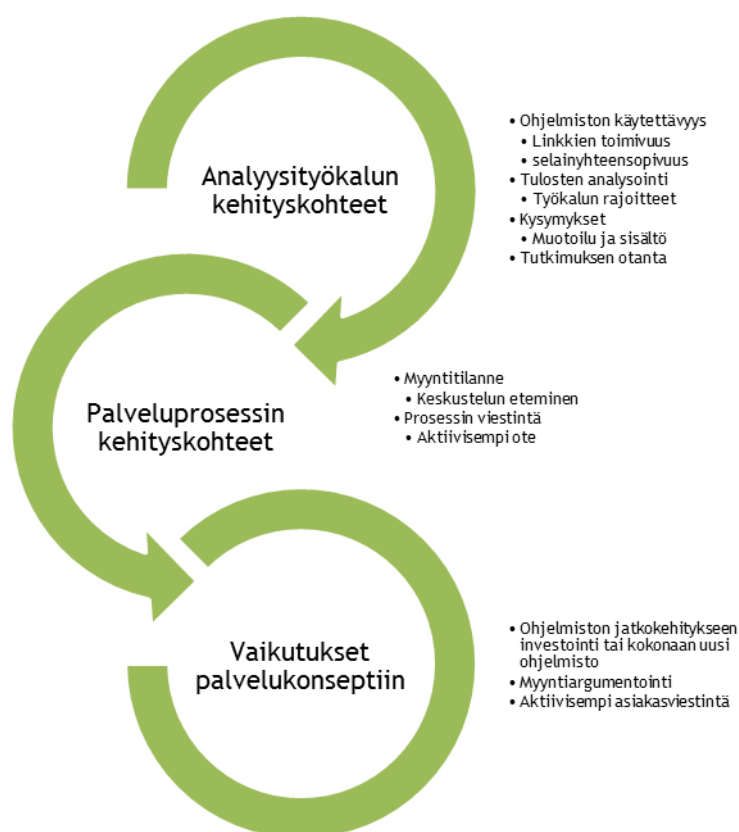 Analyysityökalun
kehityskohteet
• Ohjelmiston käytettävyys
• Linkkien toimivuus
• selainyhteensopivuus
• Tulosten analysointi
• Työkalun rajoitteet
• Kysymykset
• Muotoilu ja sisältö
• Tutkimuksen otanta
Palveluprosessin
kehityskohteet
• Myyntitilanne
• Keskustelun eteminen
• Prosessin viestintä
• Aktiivisempi ote
Vaikutukset
palvelukonseptiin
• Ohjelmiston jatkokehitykseen
investointi tai kokonaan uusi
ohjelmisto
• Myyntiargumentointi
• Aktiivisempi asiakasviestintä